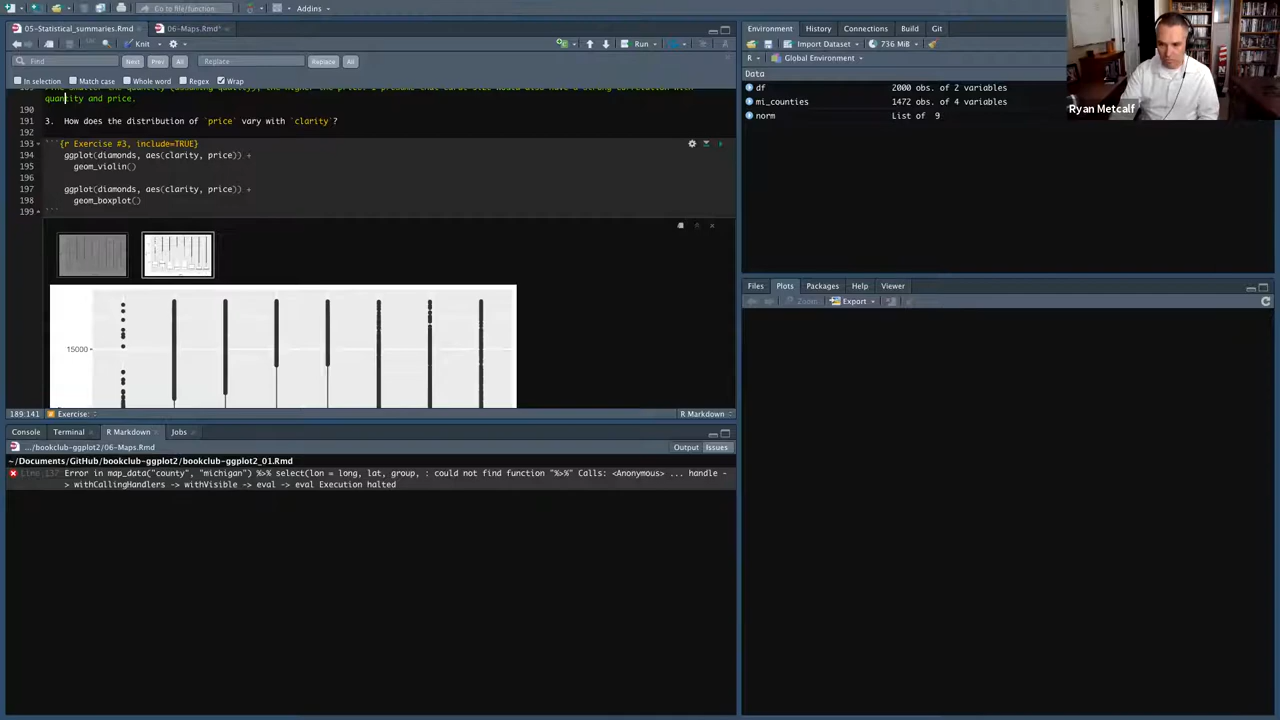 Go to file/function
Addins
05-Statistical_summaries.Rmd
06-Maps.Rmd*
Knit
Run
Find
Next
Prev
All
Replace
Replace
All
In selection
Match case
Whole word
Regex
Wrap
quantity and price.
190
191
3. How does the distribution of `price` vary with `clarity`?
192
193
```{r Exercise #3, include=TRUE}
194
ggplot(diamonds, aes(clarity, price)) +
195
geom_violin()
196
197
ggplot(diamonds, aes(clarity, price)) +
198
geom_boxplot()
199
```
15000
189:141
Exercise:
R Markdown
Console
Terminal
R Markdown
Jobs
.../bookclub-ggplot2/06-Maps.Rmd
Output
Issues
~/Documents/GitHub/bookclub-ggplot2/bookclub-ggplot2_01.Rmd
Line 137
Error in map_data("county", "michigan") %>% select(lon = long, lat, group, : could not find function "%>%" Calls: <Anonymous> ... handle -
> withCallingHandlers -> withVisible -> eval -> eval Execution halted
Environment
History
Connections
Build
Git
Import Dataset
736 MiB
R
Global Environment
Data
df
2000 obs. of 2 variables
mi_counties
1472 obs. of 4 variables
norm
List of 9
Files
Plots
Packages
Help
Viewer
Zoom
Export
Ryan Metcalf